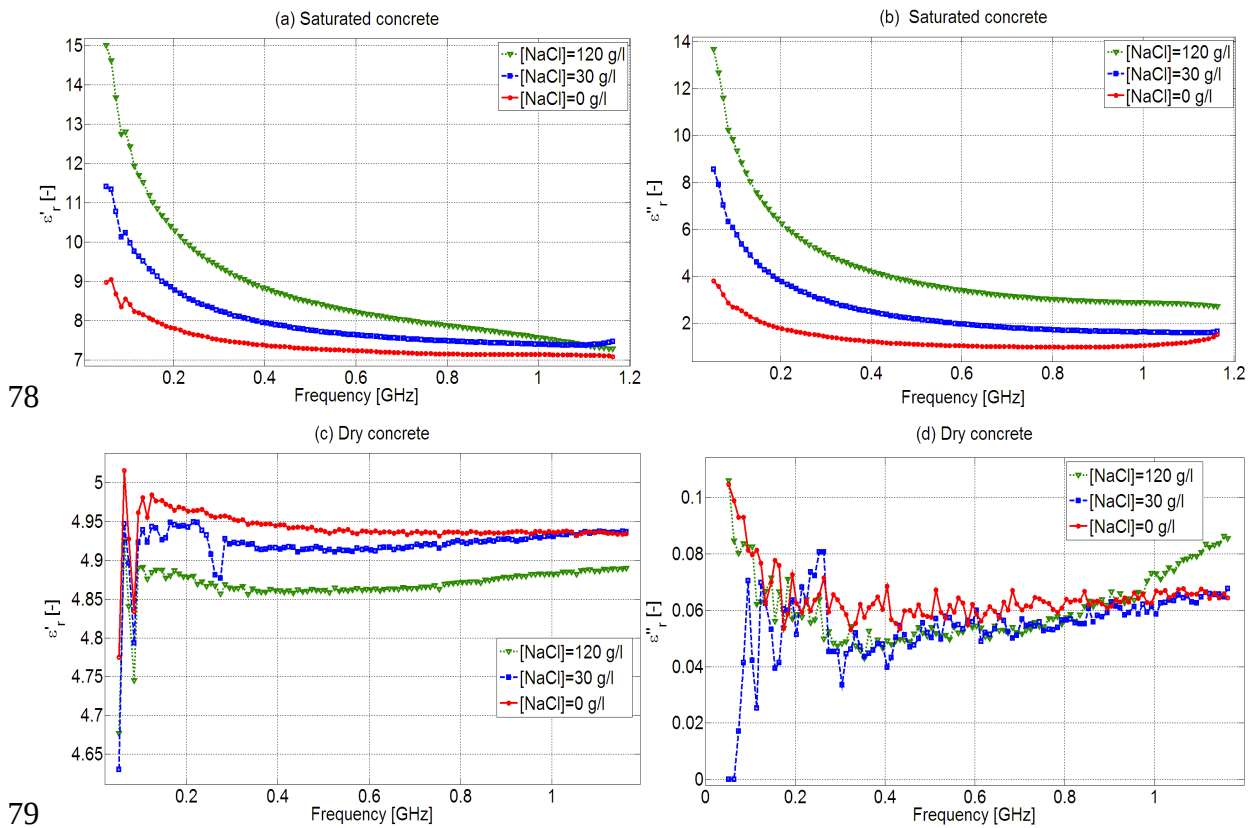 (a) Saturated concrete
15
14
13
12
11
10
9
8
7
ε'r [-]
[NaCl]=120 g/l
[NaCl]=30 g/l
[NaCl]=0 g/l
0.2 0.4 0.6 0.8 1 1.2
Frequency [GHz]
(b) Saturated concrete
14
12
10
8
6
4
2
ε"r [-]
[NaCl]=120 g/l
[NaCl]=30 g/l
[NaCl]=0 g/l
0.2 0.4 0.6 0.8 1 1.2
Frequency [GHz]
78
(c) Dry concrete
5
4.95
4.9
4.85
4.8
4.75
4.7
4.65
ε'r [-]
[NaCl]=120 g/l
[NaCl]=30 g/l
[NaCl]=0 g/l
0.2 0.4 0.6 0.8 1
Frequency [GHz]
(d) Dry concrete
0.1
0.08
0.06
0.04
0.02
0
ε"r [-]
[NaCl]=120 g/l
[NaCl]=30 g/l
[NaCl]=0 g/l
0 0.2 0.4 0.6 0.8 1
Frequency [GHz]
79